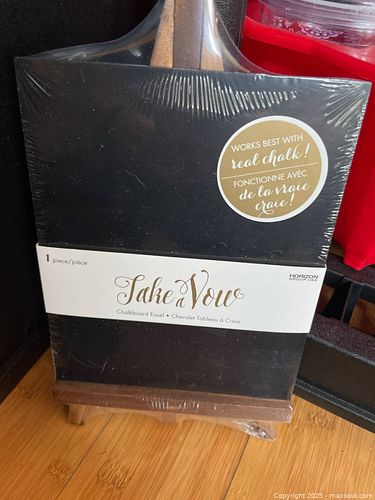 WORKS BEST WITH
real chalk!
FONCTIONNE AVEC
de la vraie
craie!
1 piece/pièce
Take a Vow
HORIZON
GROUP USA
Chalkboard Easel • Chevalet Tableau à Craie
Copyright 2025 - www.maxsold.com